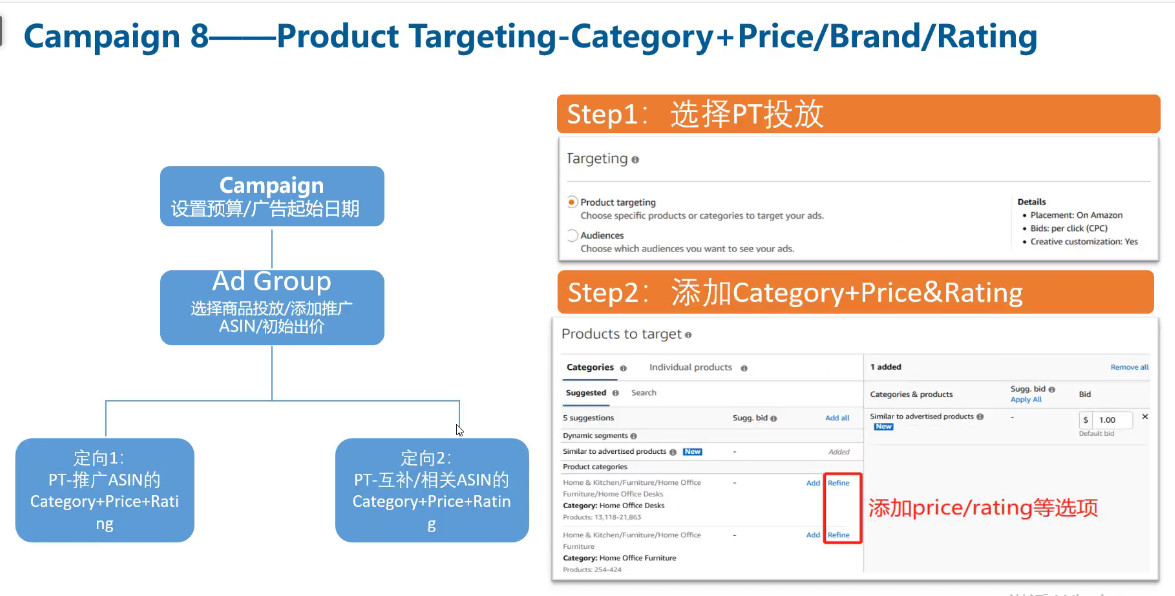 Campaign 8——Product Targeting-Category+Price/Brand/Rating
Campaign
设置预算/广告起始日期
Ad Group
选择商品投放/添加推广
ASIN/初始出价
定向1:
PT-推广ASIN的
Category+Price+Rati
ng
定向2:
PT-互补/相关ASIN的
Category+Price+Ratin
g
Step1： 选择PT投放
Targeting
Product targeting
Choose specific products or categories to target your ads.
Audiences
Choose which audiences you want to see your ads.
Details
• Placement: On Amazon
• Bids: per click (CPC)
• Creative customization: Yes
Step2： 添加Category+Price&Rating
Products to target
Categories Individual products
Suggested Search
5 suggestions Sugg. bid Add all
Dynamic segments
Similar to advertised products New - Added
Product categories
Home & Kitchen/Furniture/Home Office - Add Refine
Furniture/Home Office Desks
Category: Home Office Desks
Products: 13,118-21,863
Home & Kitchen/Furniture/Home Office - Add Refine
Furniture
Category: Home Office Furniture
Products: 254-424
1 added Remove all
Categories & products Sugg. bid Bid
Apply All
Similar to advertised products - $ 1.00 ×
New
Default bid
添加price/rating等选项